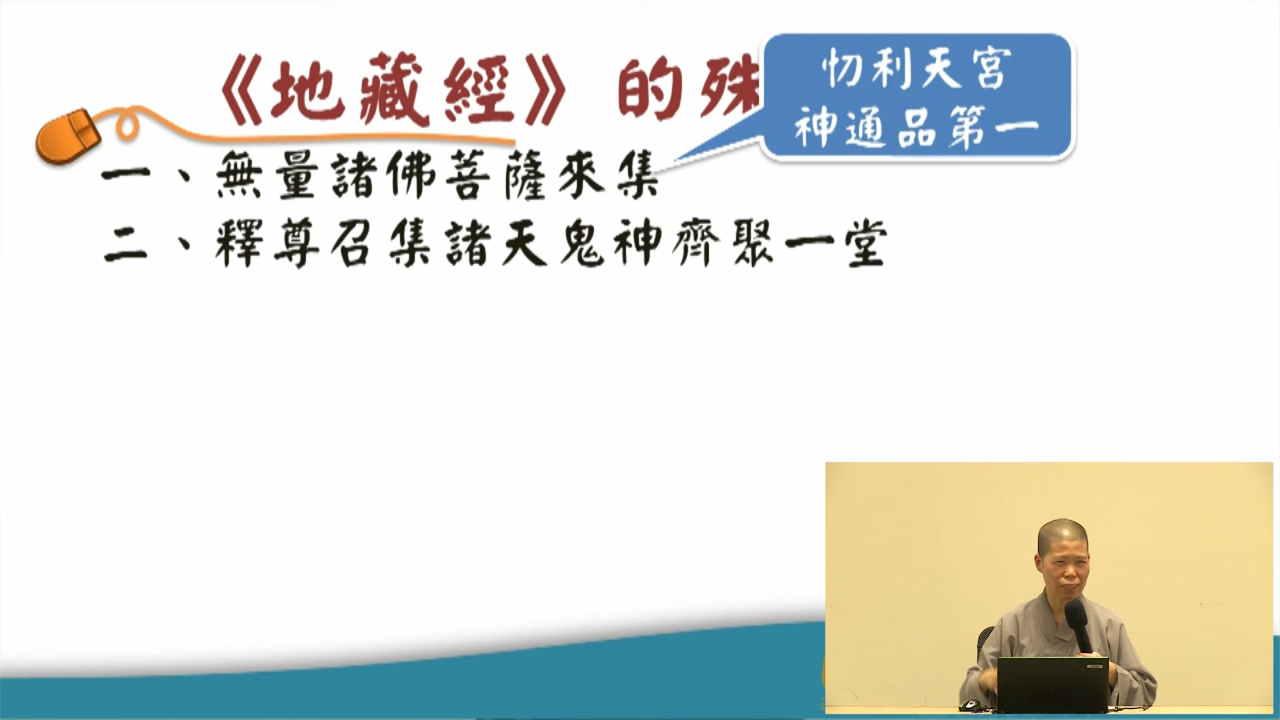 《地藏經》的殊
忉利天宮
神通品第一
一、無量諸佛菩薩來集
二、釋尊召集諸天鬼神齊聚一堂